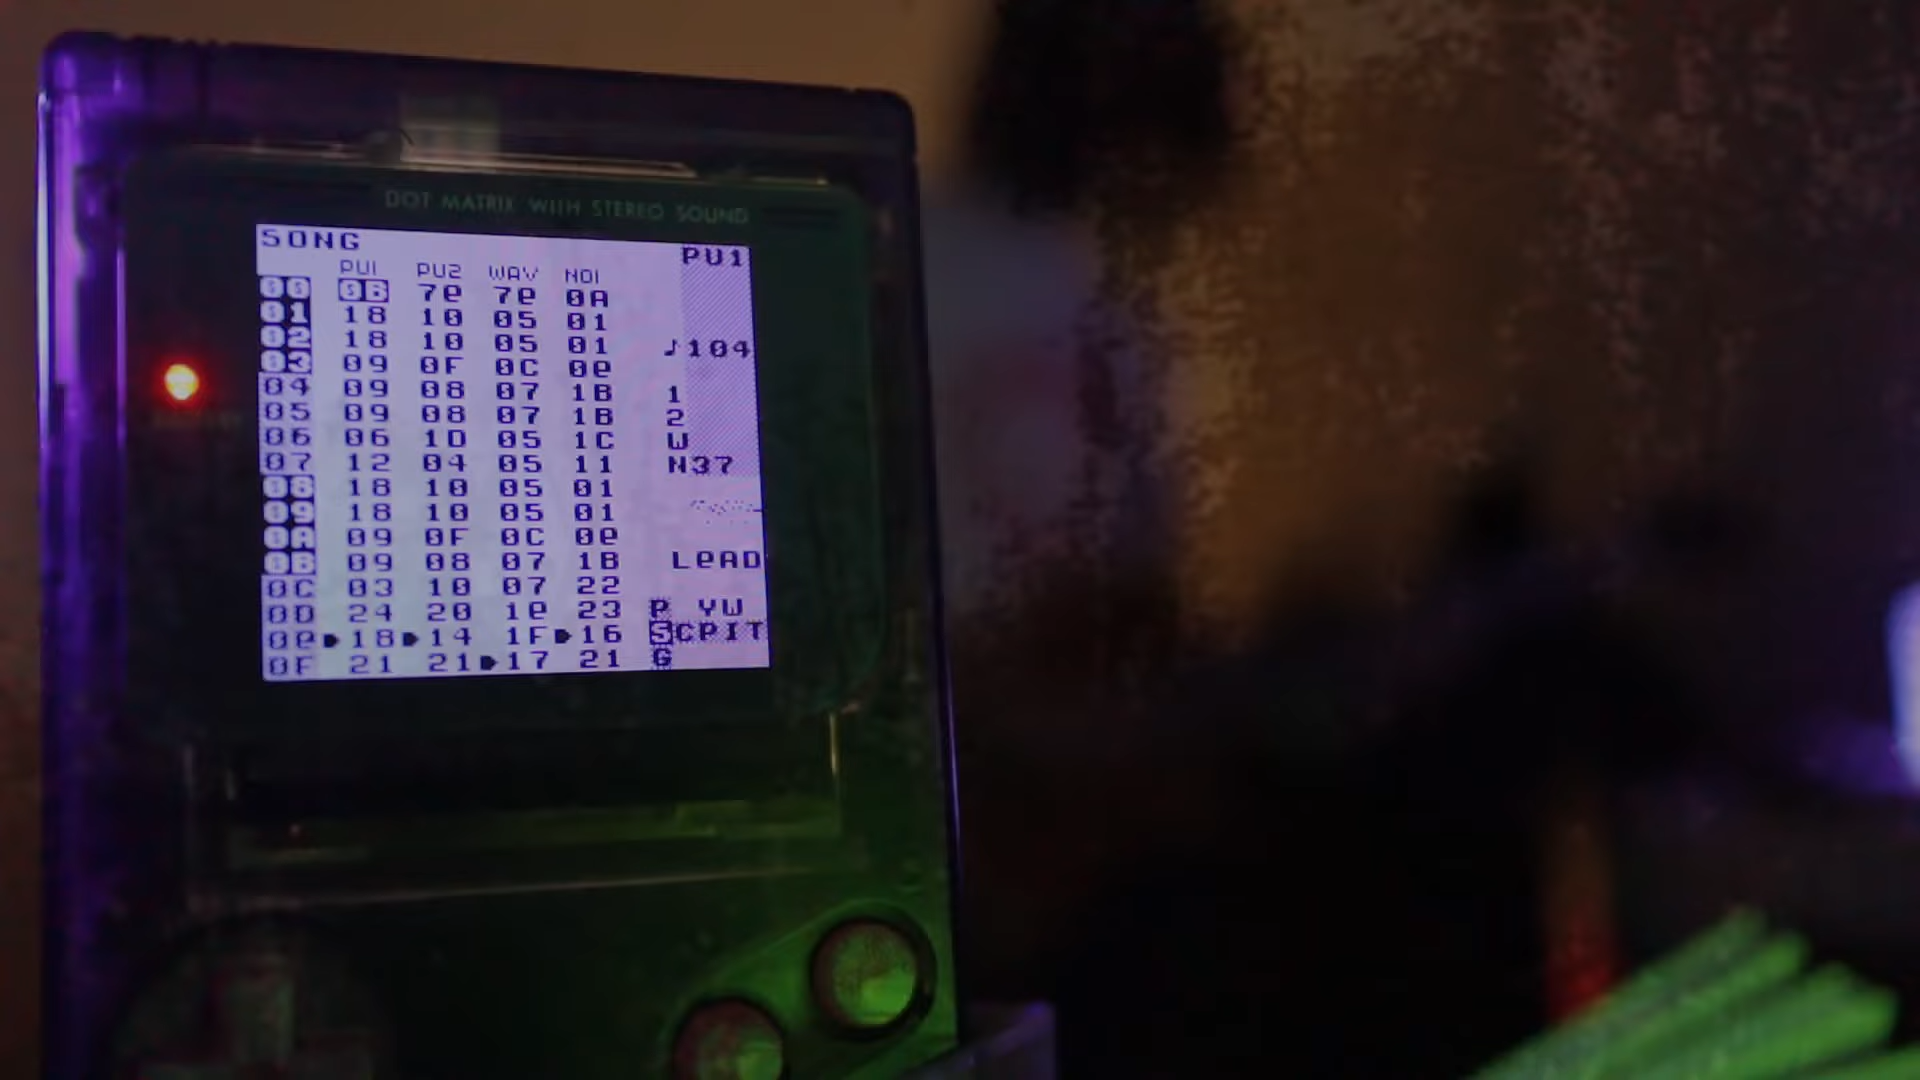 DOT MATRIX WITH STEREO SOUND
SONG PU1
PU1 PU2 WAV NOI
00 0B 7e 7e 0A
01 18 10 05 01
02 18 10 05 01 ♪104
03 09 0F 0C 0e
04 09 08 07 1B 1
05 09 08 07 1B 2
06 06 1D 05 1C W
07 12 04 05 11 N37
08 18 10 05 01
09 18 10 05 01
0A 09 0F 0C 0e
0B 09 08 07 1B LeAD
0C 03 10 07 22
0D 24 20 1e 23 P YW
0e 18 14 1F 16 SCPIT
0F 21 21 17 21 G